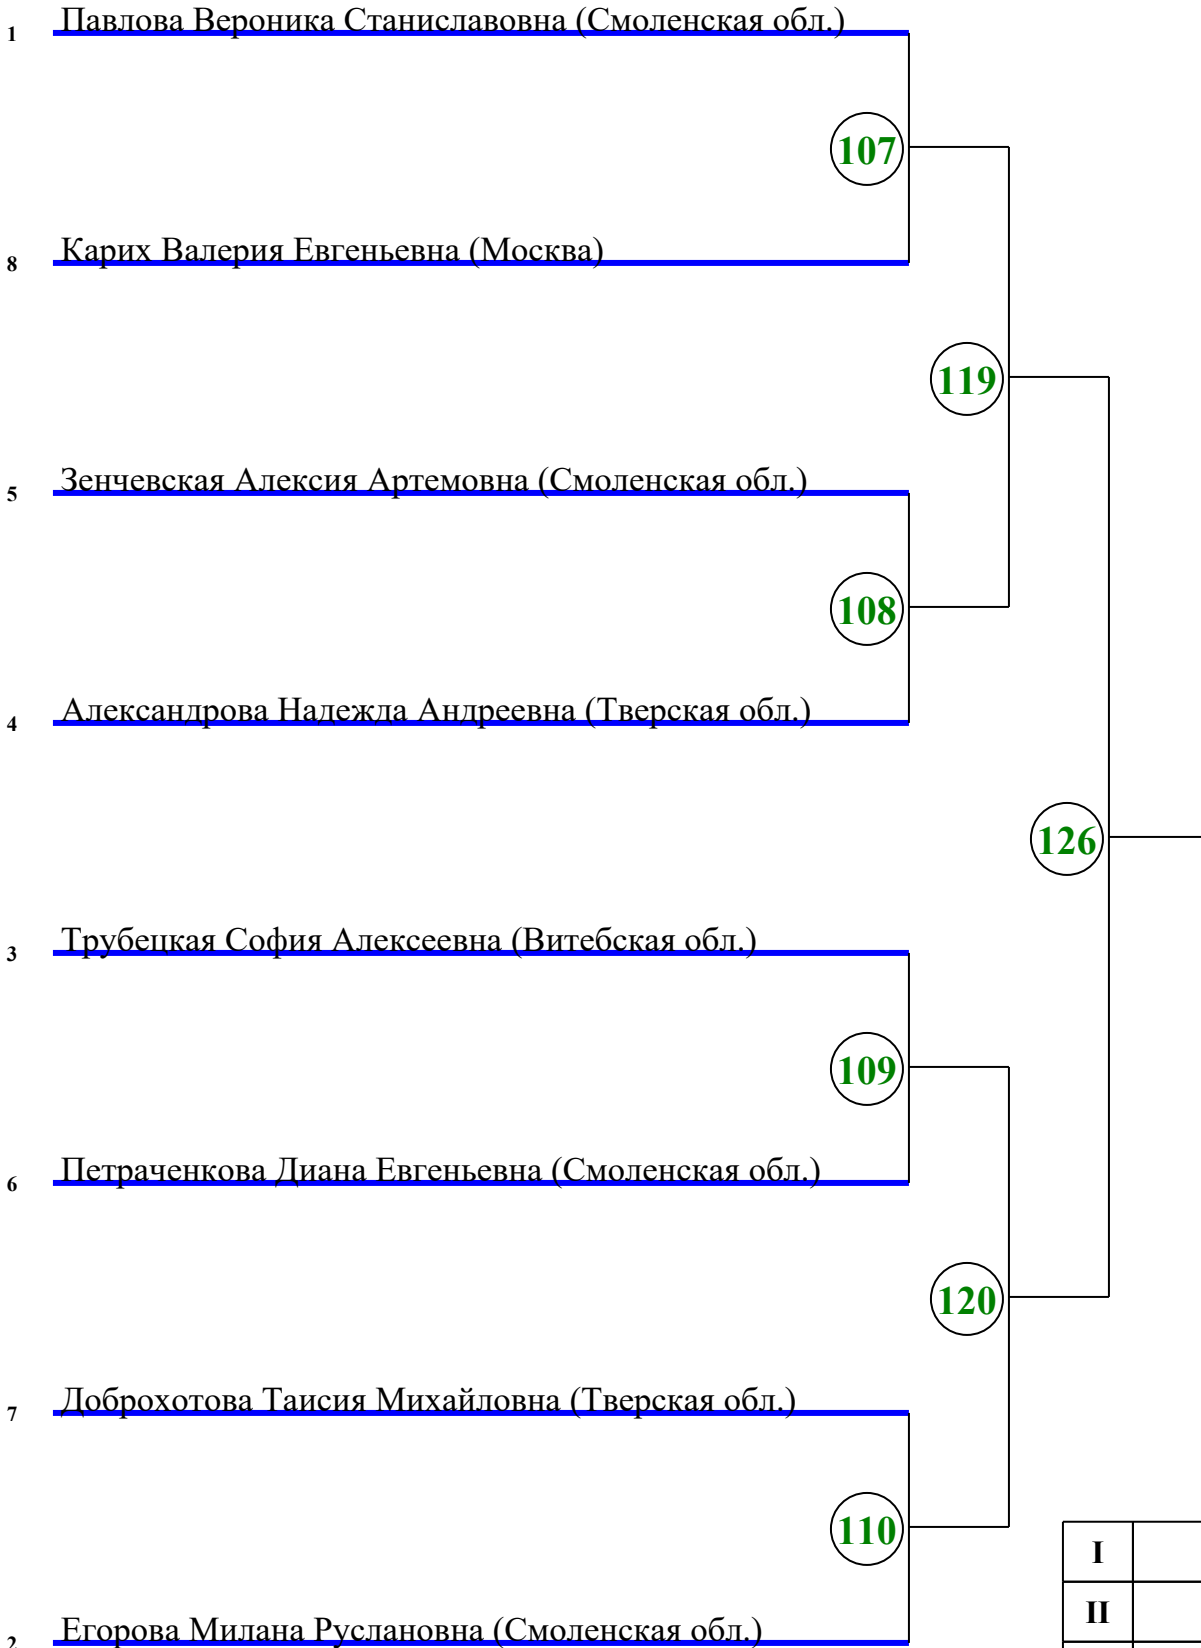 1 Павлова Вероника Станиславовна (Смоленская обл.)
107
8 Карих Валерия Евгеньевна (Москва)
119
5 Зенчевская Алексия Артемовна (Смоленская обл.)
108
4 Александрова Надежда Андреевна (Тверская обл.)
126
3 Трубецкая София Алексеевна (Витебская обл.)
109
6 Петраченкова Диана Евгеньевна (Смоленская обл.)
120
7 Доброхотова Таисия Михайловна (Тверская обл.)
110
I
II
2 Егорова Милана Руслановна (Смоленская обл.)